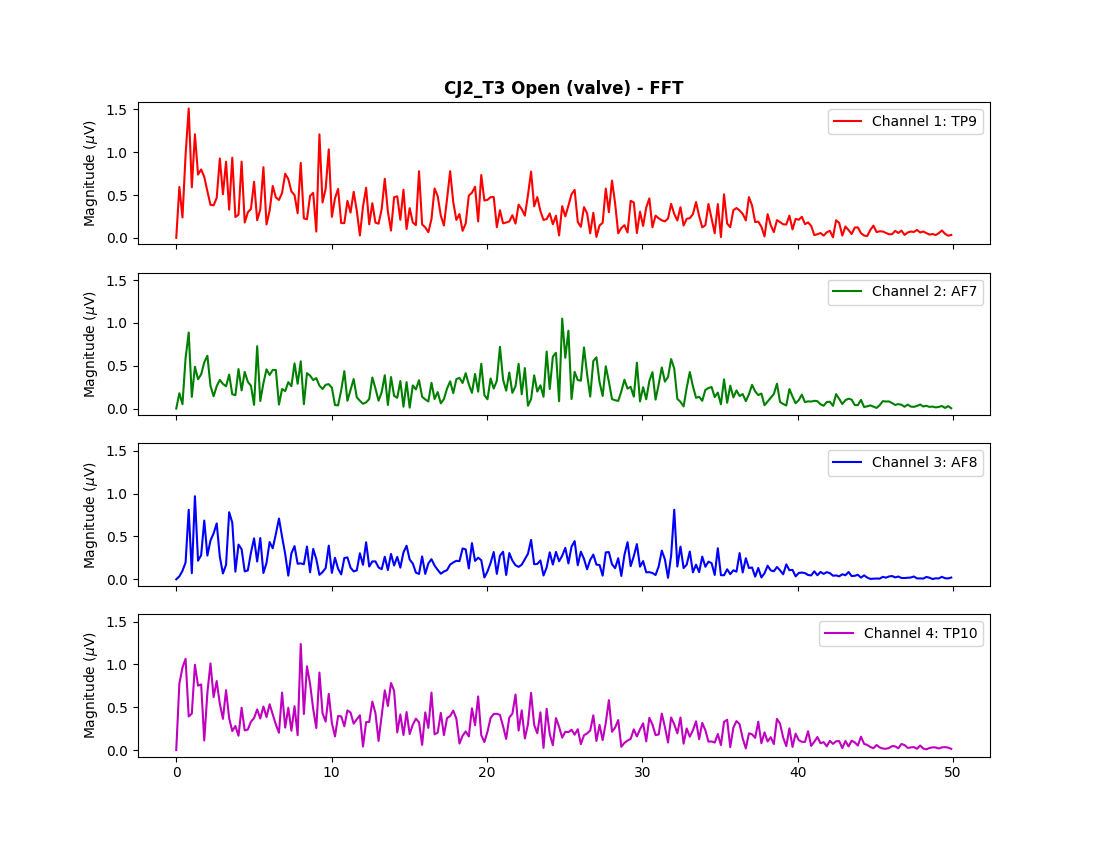 CJ2_T3 Open (valve) - FFT
Magnitude (μV)
1.5
1.0
0.5
0.0
Channel 1: TP9
Magnitude (μV)
1.5
1.0
0.5
0.0
Channel 2: AF7
Magnitude (μV)
1.5
1.0
0.5
0.0
Channel 3: AF8
Magnitude (μV)
1.5
1.0
0.5
0.0
Channel 4: TP10
0 10 20 30 40 50